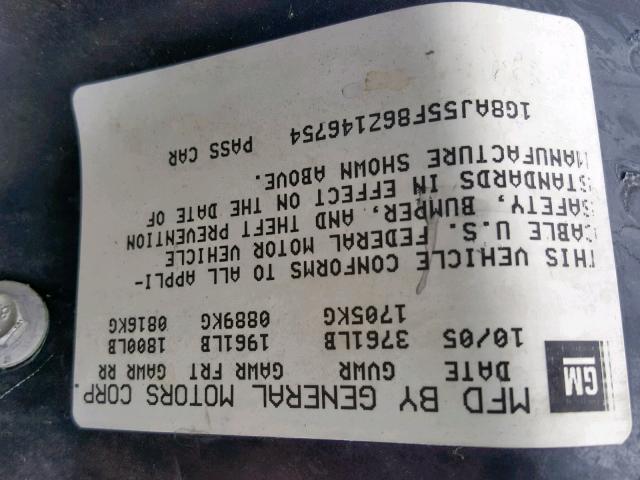 GM
MFD BY GENERAL MOTORS CORP.
DATE GVWR GAWR FRT GAWR RR
10/05 3761LB 1961LB 1800LB
1705KG 0889KG 0816KG
THIS VEHICLE CONFORMS TO ALL APPLI-
CABLE U.S. FEDERAL MOTOR VEHICLE
SAFETY, BUMPER, AND THEFT PREVENTION
STANDARDS IN EFFECT ON THE DATE OF
MANUFACTURE SHOWN ABOVE.
1G8AJ55F86Z146754 PASS CAR